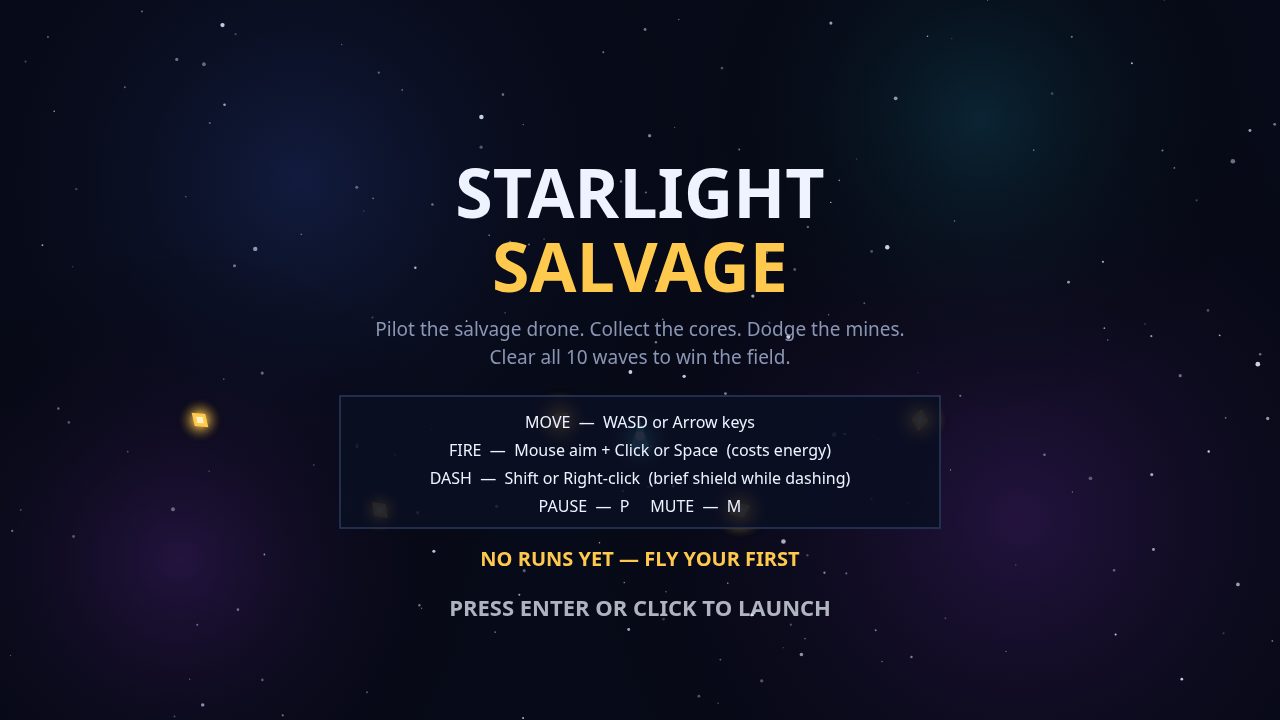 STARLIGHT
SALVAGE
Pilot the salvage drone. Collect the cores. Dodge the mines.
Clear all 10 waves to win the field.
MOVE — WASD or Arrow keys
FIRE — Mouse aim + Click or Space (costs energy)
DASH — Shift or Right-click (brief shield while dashing)
PAUSE — P MUTE — M
NO RUNS YET — FLY YOUR FIRST
PRESS ENTER OR CLICK TO LAUNCH